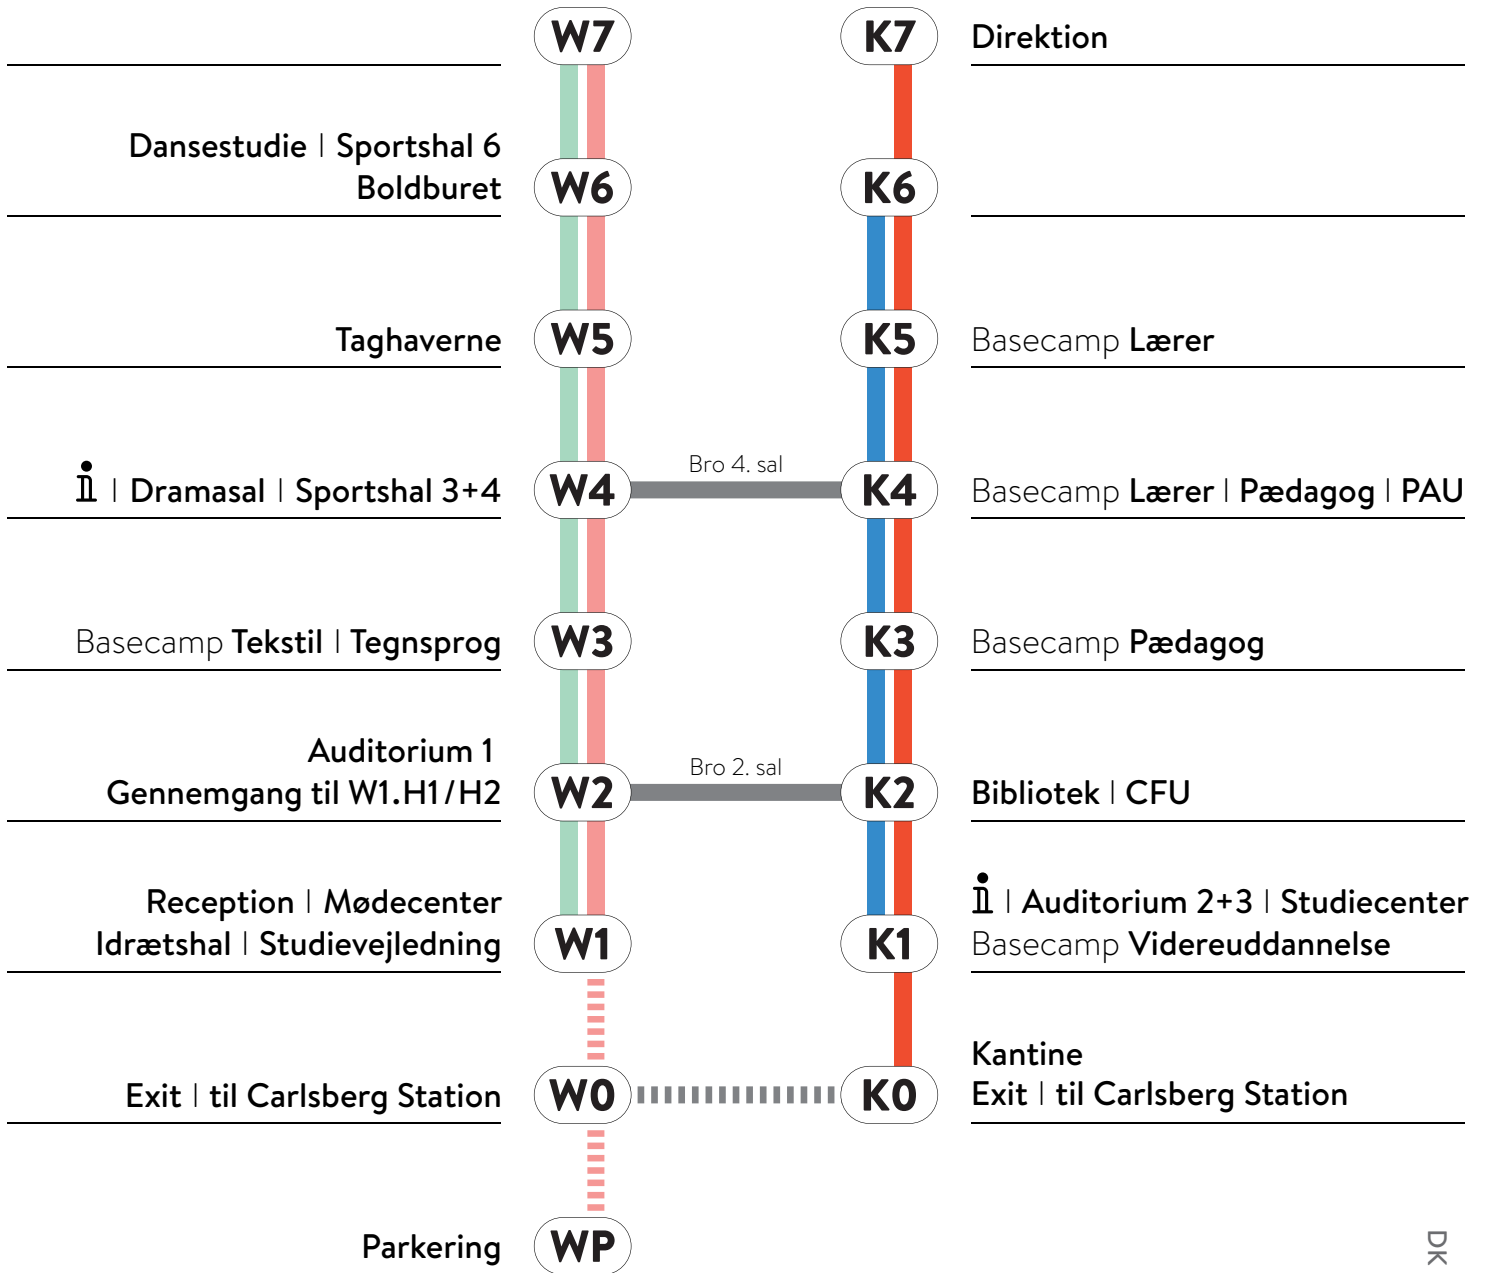 W7
K7 Direktion
Dansestudie | Sportshal 6
Boldburet
W6
K6
Taghaverne W5
K5 Basecamp Lærer
i | Dramasal | Sportshal 3+4 W4
Bro 4. sal
K4 Basecamp Lærer | Pædagog | PAU
Basecamp Tekstil | Tegnsprog W3
K3 Basecamp Pædagog
Auditorium 1
Gennemgang til W1.H1/H2
W2
Bro 2. sal
K2 Bibliotek | CFU
Reception | Mødecenter
Idrætshal | Studievejledning
W1
K1
i | Auditorium 2+3 | Studiecenter
Basecamp Videreuddannelse
Exit | til Carlsberg Station W0
K0
Kantine
Exit | til Carlsberg Station
Parkering WP
DK